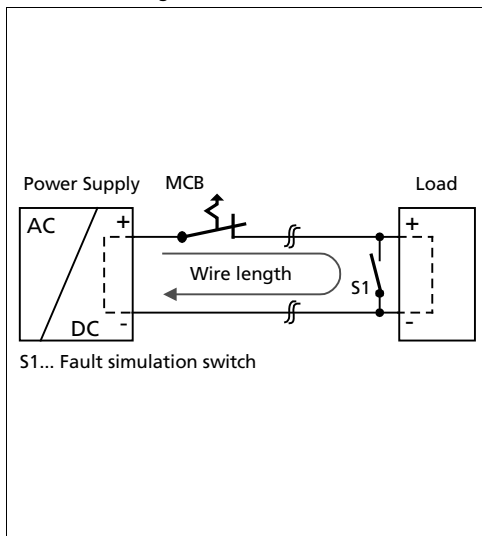 Power Supply
MCB
Load
AC
+
+
Wire length
S1
DC
-
-
S1... Fault simulation switch